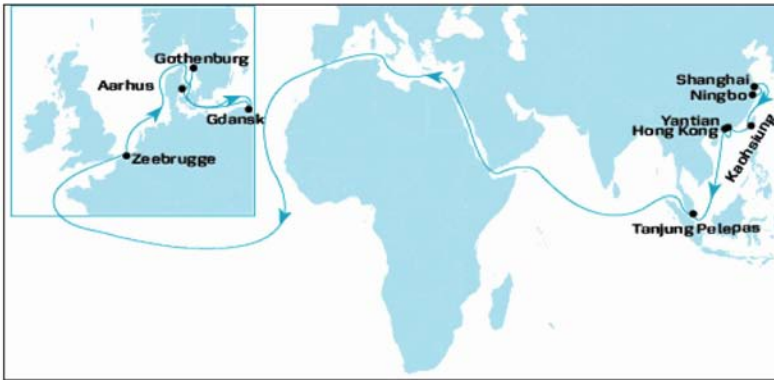 Gothenburg
Aarhus
Gdansk
Zeebrugge
Shanghai
Ningbo
Yantian
Hong Kong
Kaohsiung
Tanjung Pelepas